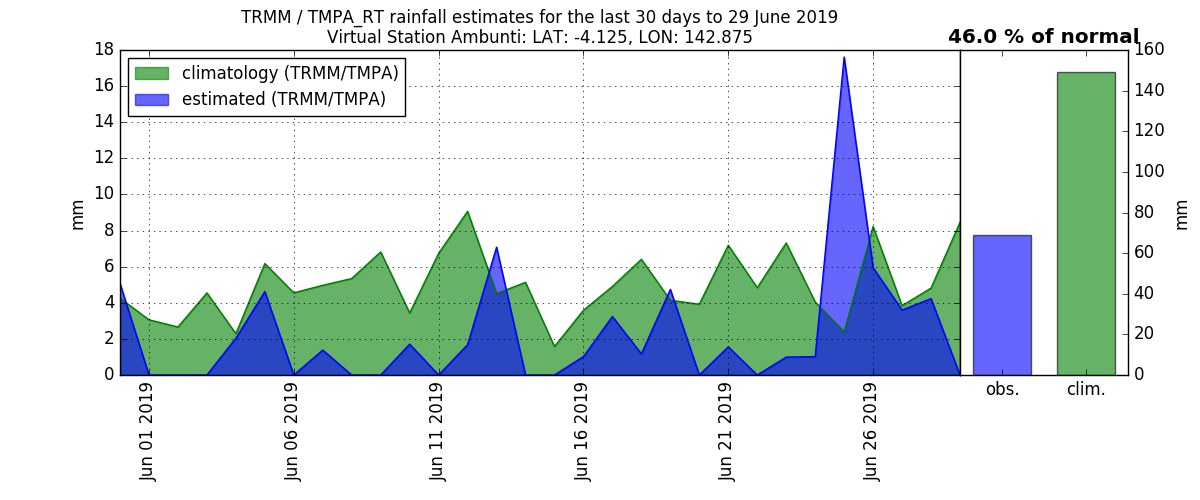 TRMM / TMPA_RT rainfall estimates for the last 30 days to 29 June 2019
Virtual Station Ambunti: LAT: -4.125, LON: 142.875
46.0 % of normal
climatology (TRMM/TMPA)
estimated (TRMM/TMPA)
18
16
14
12
10
8
6
4
2
0
mm
Jun 01 2019
Jun 06 2019
Jun 11 2019
Jun 16 2019
Jun 21 2019
Jun 26 2019
160
140
120
100
80
60
40
20
0
mm
obs.
clim.